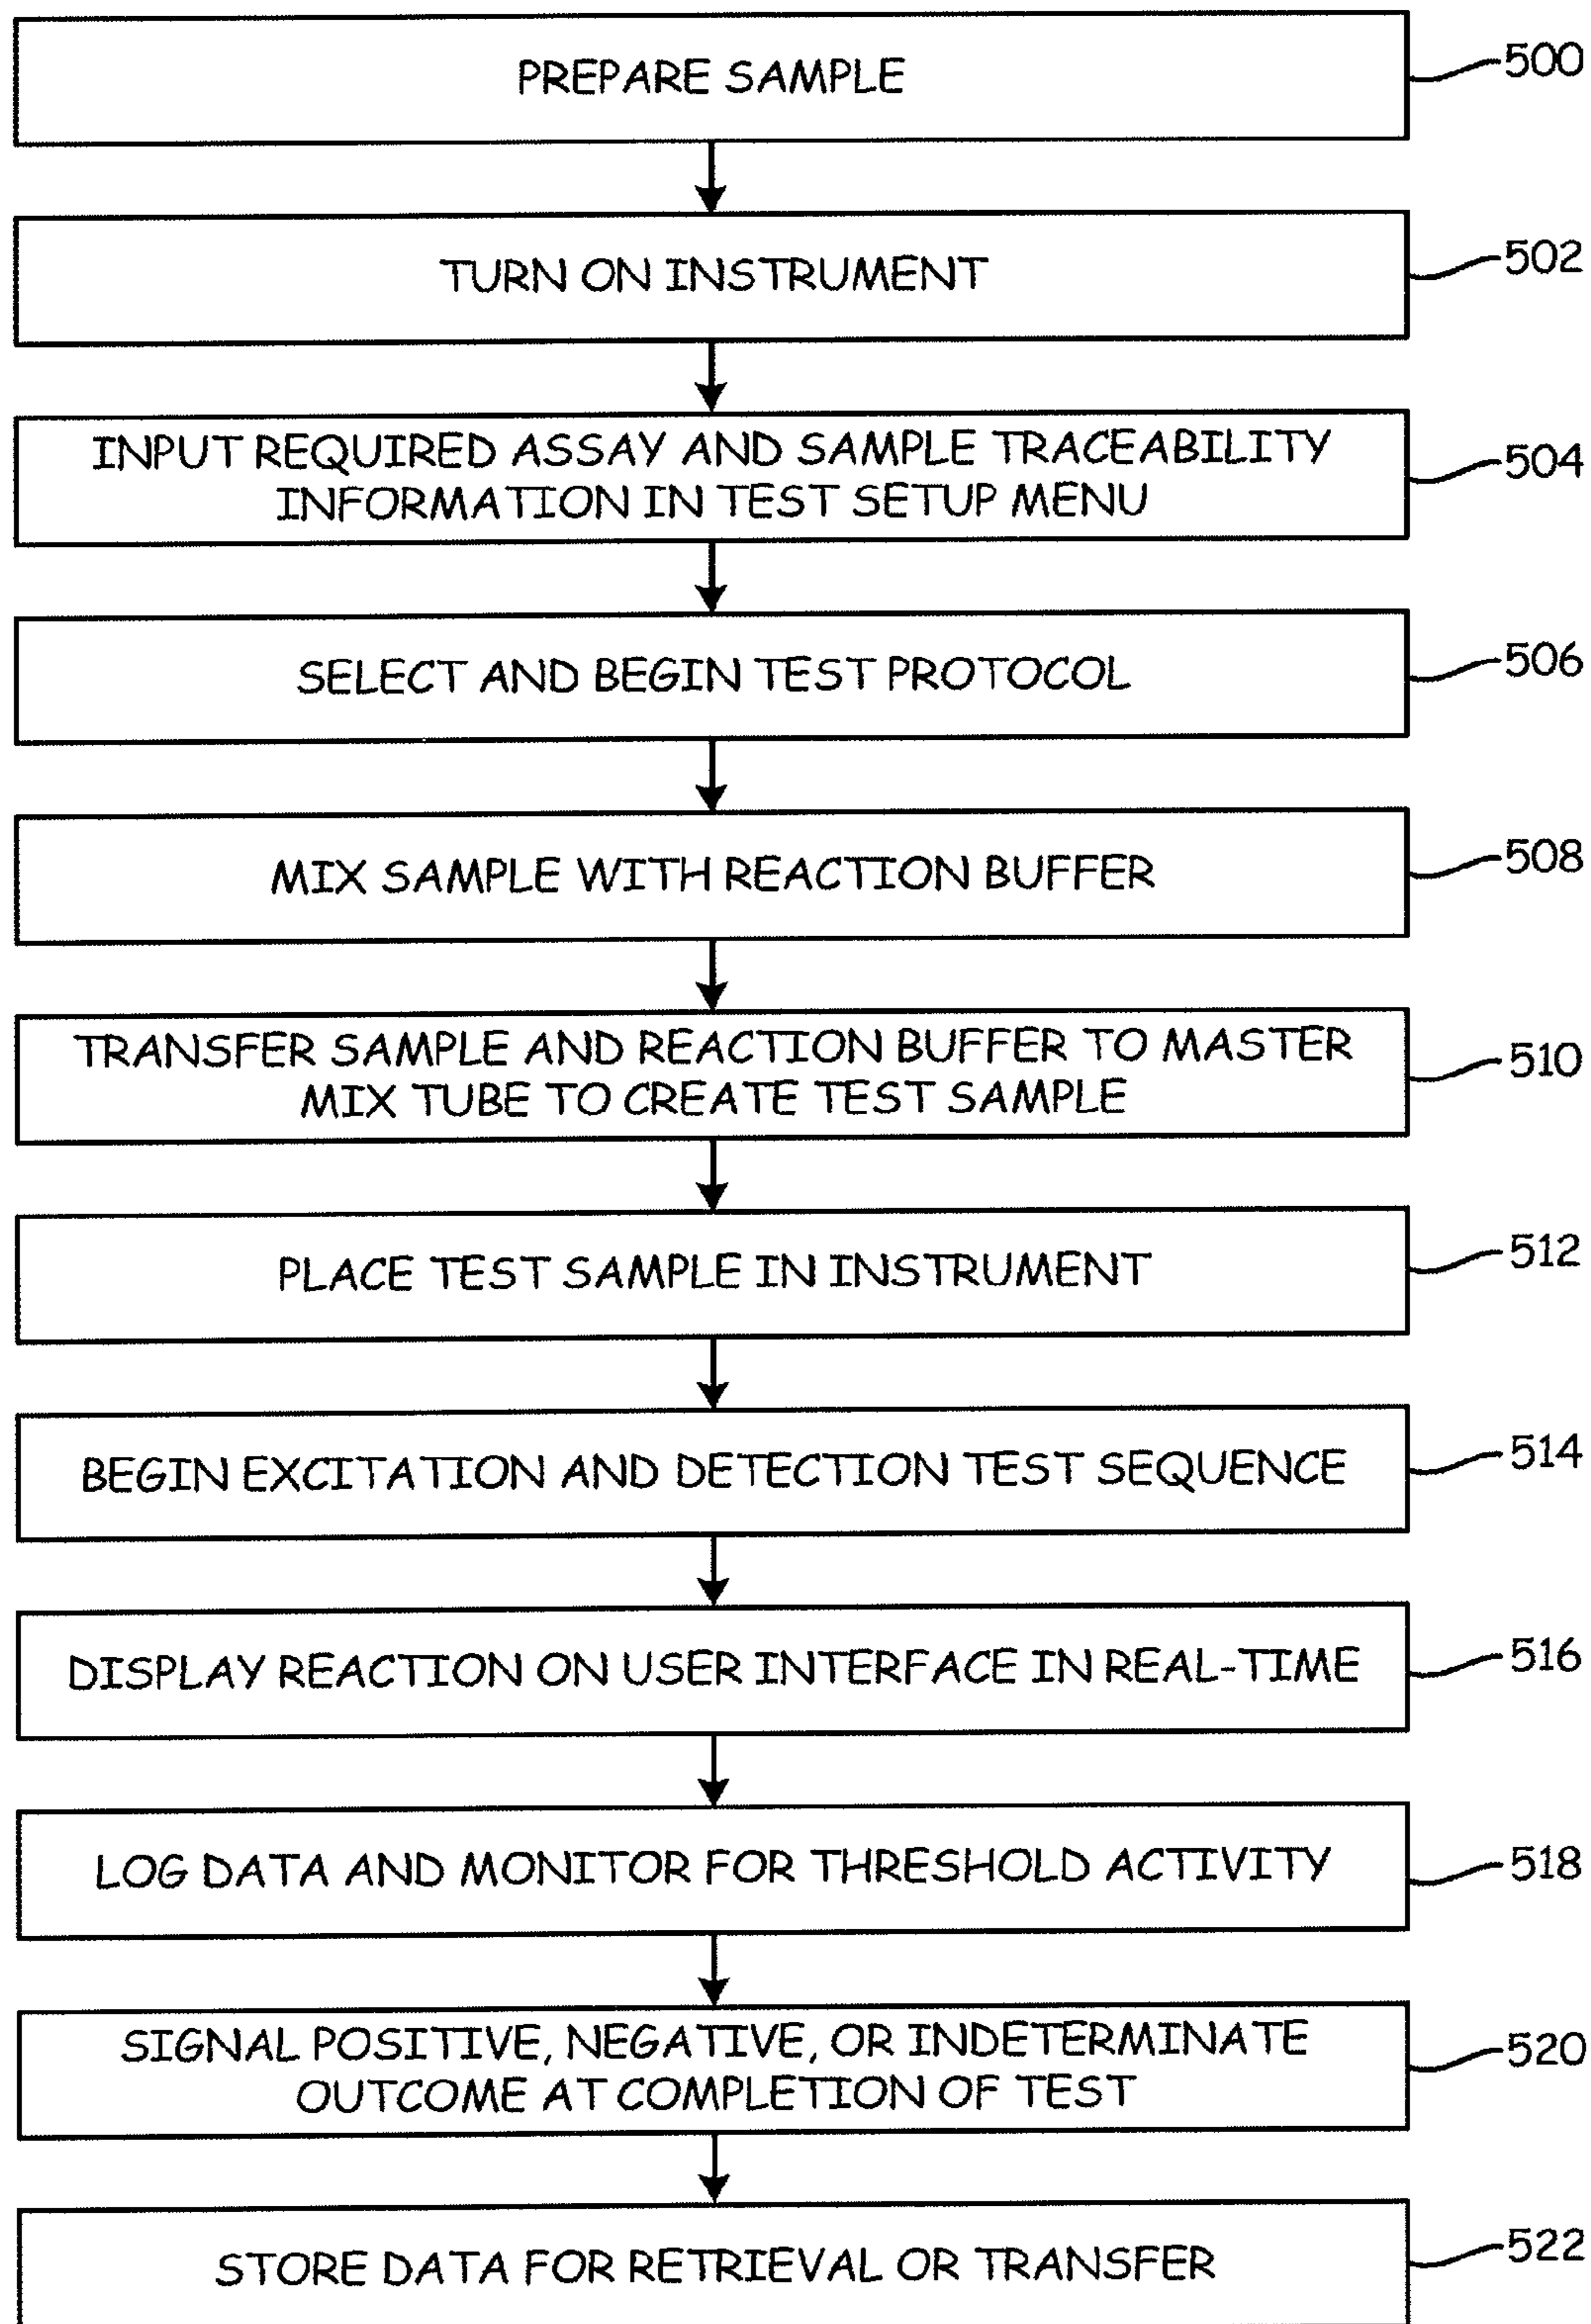 PREPARE SAMPLE
500
TURN ON INSTRUMENT
502
INPUT REQUIRED ASSAY AND SAMPLE TRACEABILITY
INFORMATION IN TEST SETUP MENU
504
SELECT AND BEGIN TEST PROTOCOL
506
MIX SAMPLE WITH REACTION BUFFER
508
TRANSFER SAMPLE AND REACTION BUFFER TO MASTER
MIX TUBE TO CREATE TEST SAMPLE
510
PLACE TEST SAMPLE IN INSTRUMENT
512
BEGIN EXCITATION AND DETECTION TEST SEQUENCE
514
DISPLAY REACTION ON USER INTERFACE IN REAL-TIME
516
LOG DATA AND MONITOR FOR THRESHOLD ACTIVITY
518
SIGNAL POSITIVE, NEGATIVE, OR INDETERMINATE
OUTCOME AT COMPLETION OF TEST
520
STORE DATA FOR RETRIEVAL OR TRANSFER
522